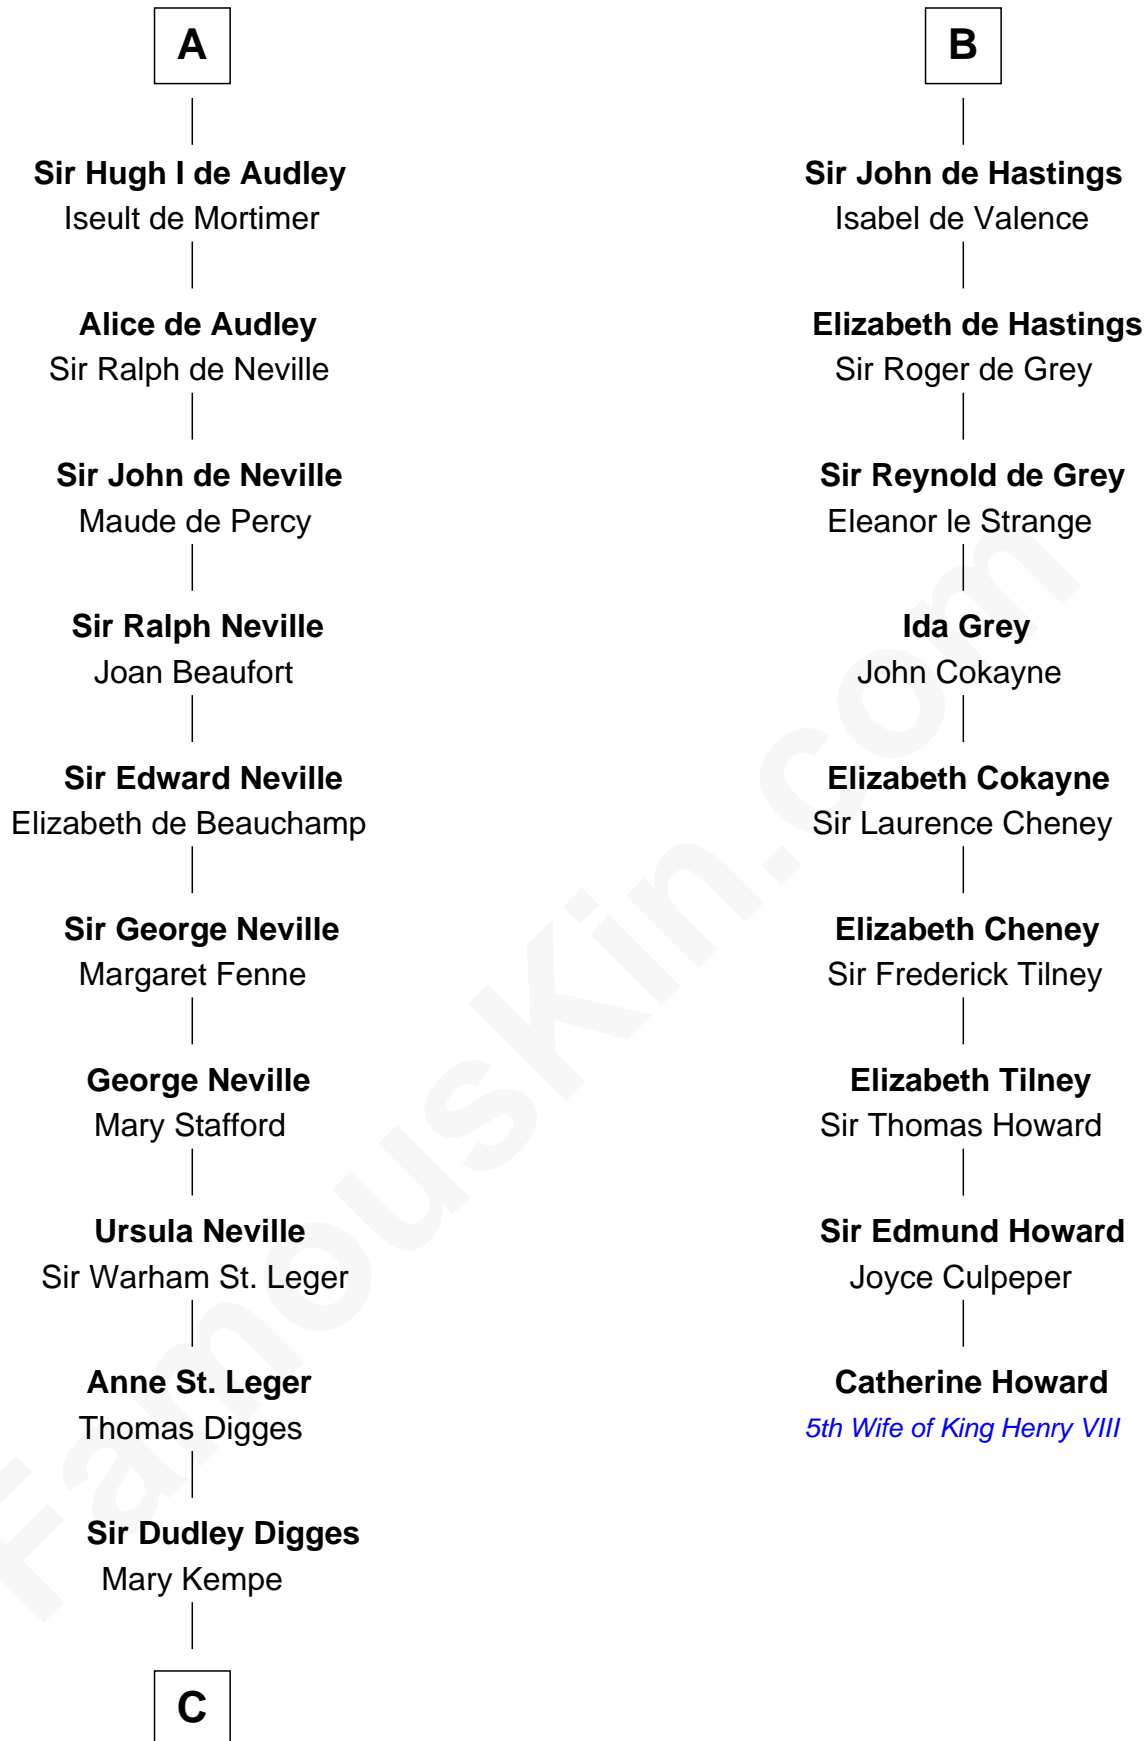 A
Sir Hugh I de Audley
Iseult de Mortimer
Alice de Audley
Sir Ralph de Neville
Sir John de Neville
Maude de Percy
Sir Ralph Neville
Joan Beaufort
Sir Edward Neville
Elizabeth de Beauchamp
Sir George Neville
Margaret Fenne
George Neville
Mary Stafford
Ursula Neville
Sir Warham St. Leger
Anne St. Leger
Thomas Digges
Sir Dudley Digges
Mary Kempe
C
B
Sir John de Hastings
Isabel de Valence
Elizabeth de Hastings
Sir Roger de Grey
Sir Reynold de Grey
Eleanor le Strange
Ida Grey
John Cokayne
Elizabeth Cokayne
Sir Laurence Cheney
Elizabeth Cheney
Sir Frederick Tilney
Elizabeth Tilney
Sir Thomas Howard
Sir Edmund Howard
Joyce Culpeper
Catherine Howard
5th Wife of King Henry VIII
FamousKin.com